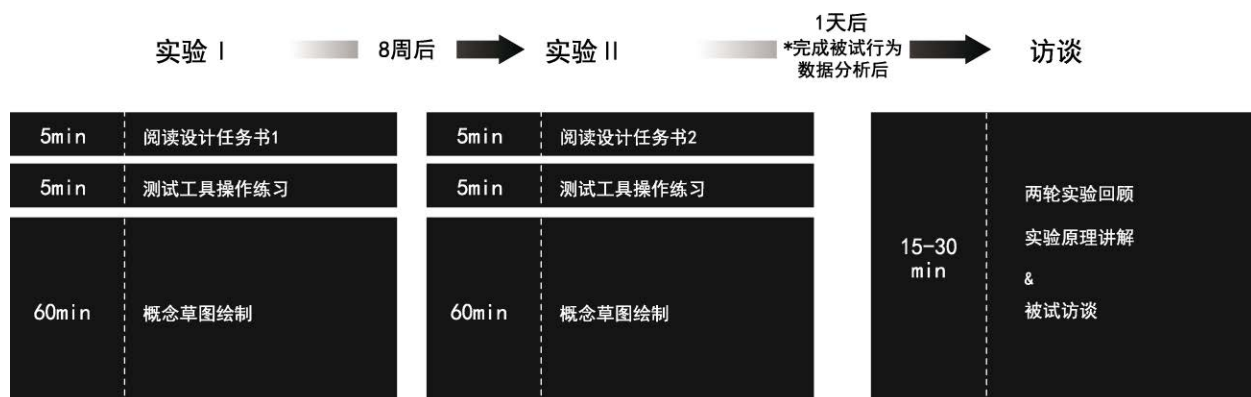 实验Ⅰ
8周后
实验Ⅱ
1天后
*完成被试行为
数据分析后
访谈
5min 阅读设计任务书1
5min 测试工具操作练习
60min 概念草图绘制
5min 阅读设计任务书2
5min 测试工具操作练习
60min 概念草图绘制
15-30
min
两轮实验回顾
实验原理讲解
&
被试访谈